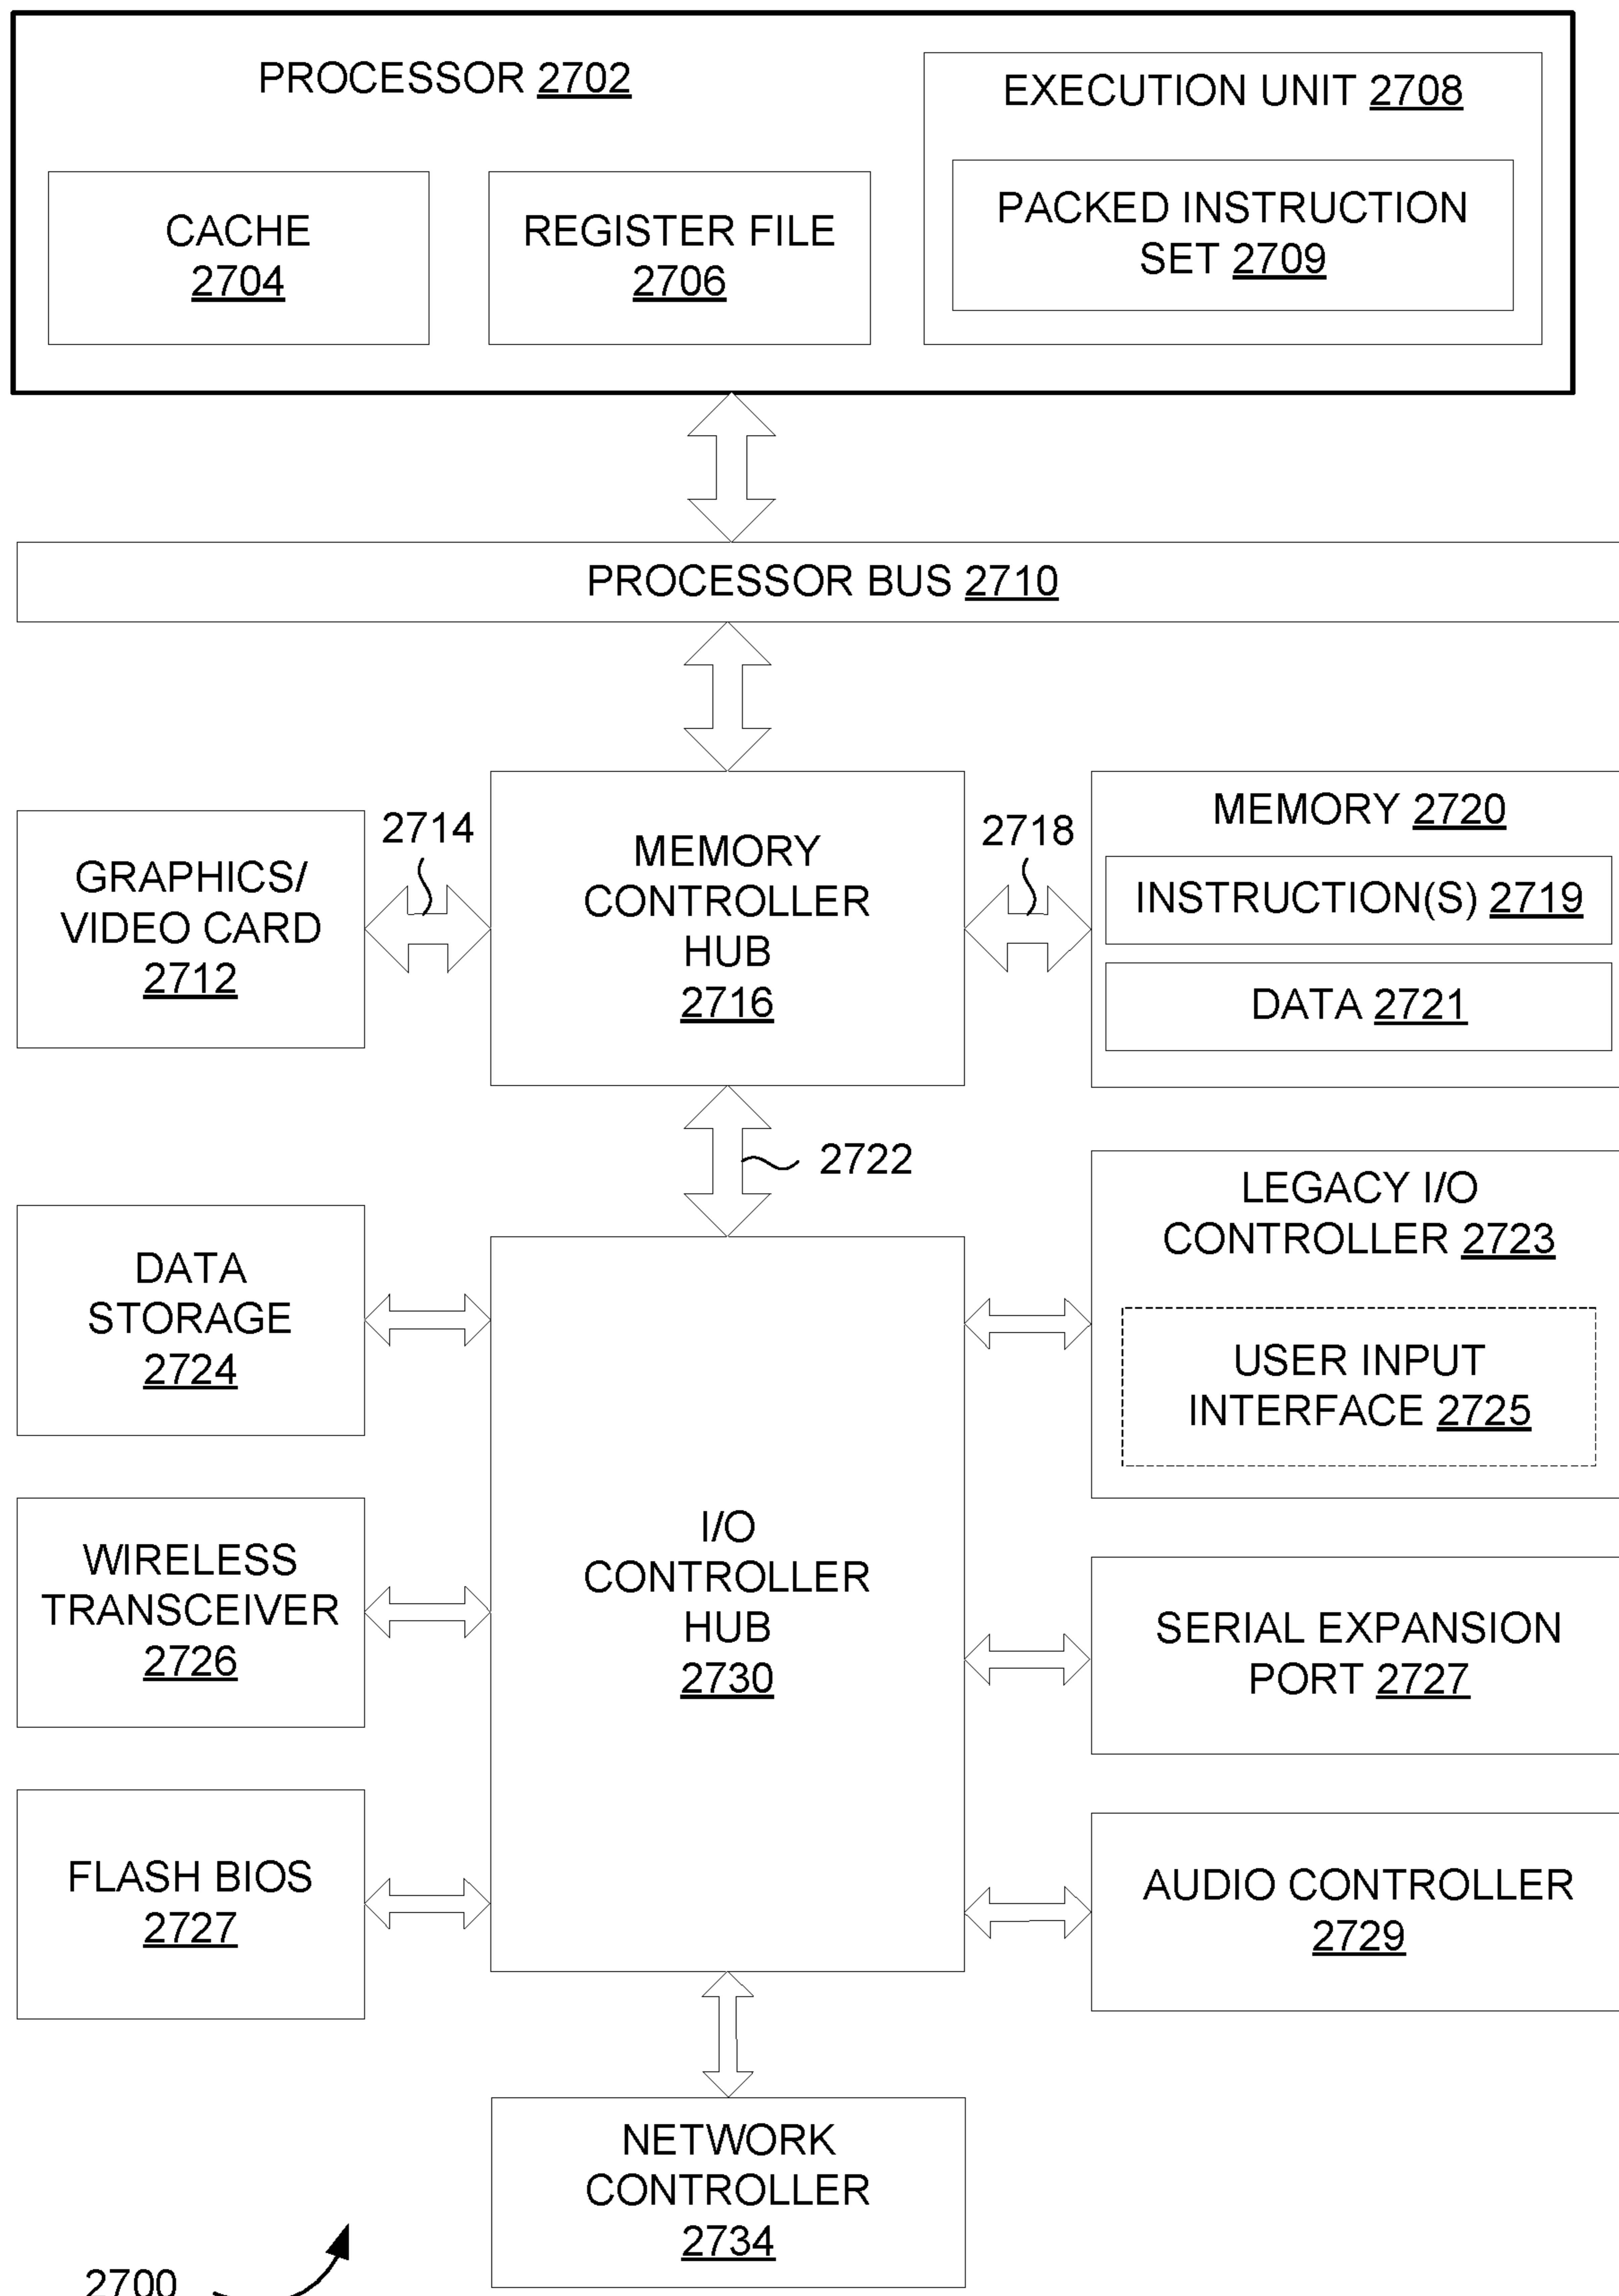 PROCESSOR 2702
EXECUTION UNIT 2708
CACHE
2704
REGISTER FILE
2706
PACKED INSTRUCTION
SET 2709
PROCESSOR BUS 2710
GRAPHICS/
VIDEO CARD
2712
2714
MEMORY
CONTROLLER
HUB
2716
2718
MEMORY 2720
INSTRUCTION(S) 2719
DATA 2721
2722
DATA
STORAGE
2724
LEGACY I/O
CONTROLLER 2723
USER INPUT
INTERFACE 2725
WIRELESS
TRANSCEIVER
2726
I/O
CONTROLLER
HUB
2730
SERIAL EXPANSION
PORT 2727
FLASH BIOS
2727
AUDIO CONTROLLER
2729
NETWORK
CONTROLLER
2734
2700